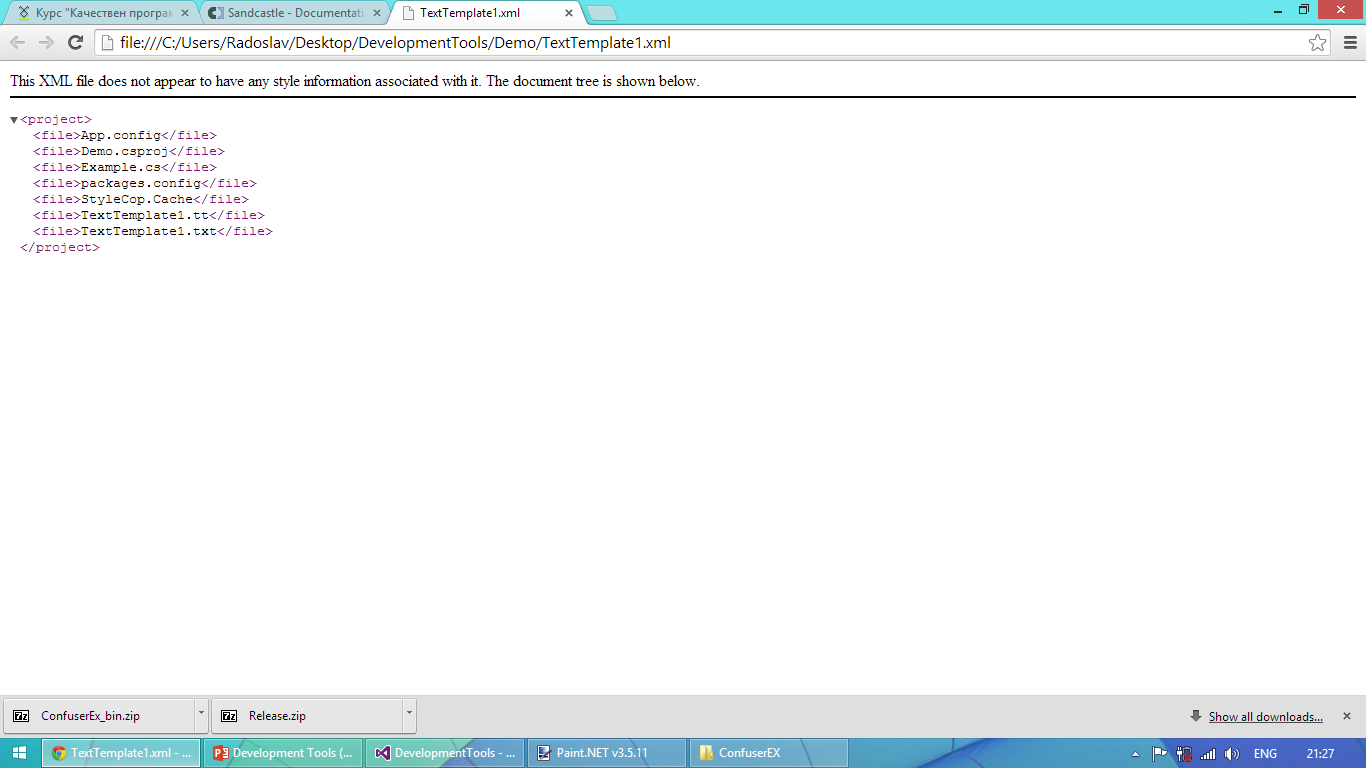 Курс "Качествен програм
Sandcastle - Documentati
TextTemplate1.xml
file:///C:/Users/Radoslav/Desktop/DevelopmentTools/Demo/TextTemplate1.xml
This XML file does not appear to have any style information associated with it. The document tree is shown below.
<project>
<file>App.config</file>
<file>Demo.csproj</file>
<file>Example.cs</file>
<file>packages.config</file>
<file>StyleCop.Cache</file>
<file>TextTemplate1.tt</file>
<file>TextTemplate1.txt</file>
</project>
ConfuserEx_bin.zip
Release.zip
Show all downloads...
TextTemplate1.xml - ...
Development Tools (...
DevelopmentTools - ...
Paint.NET v3.5.11
ConfuserEX
ENG
21:27